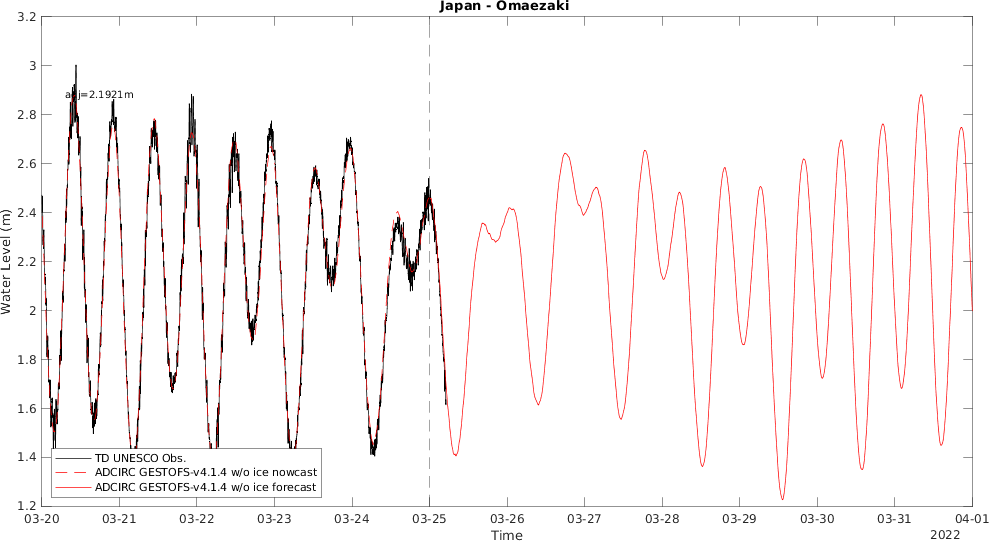 Japan - Omaezaki
3.2
3
2.8
2.6
2.4
2.2
2
1.8
1.6
1.4
1.2
Water Level (m)
adj=2.1921m
TD UNESCO Obs.
ADCIRC GESTOFS-v4.1.4 w/o ice nowcast
ADCIRC GESTOFS-v4.1.4 w/o ice forecast
03-20 03-21 03-22 03-23 03-24 03-25 03-26 03-27 03-28 03-29 03-30 03-31 04-01
Time
2022